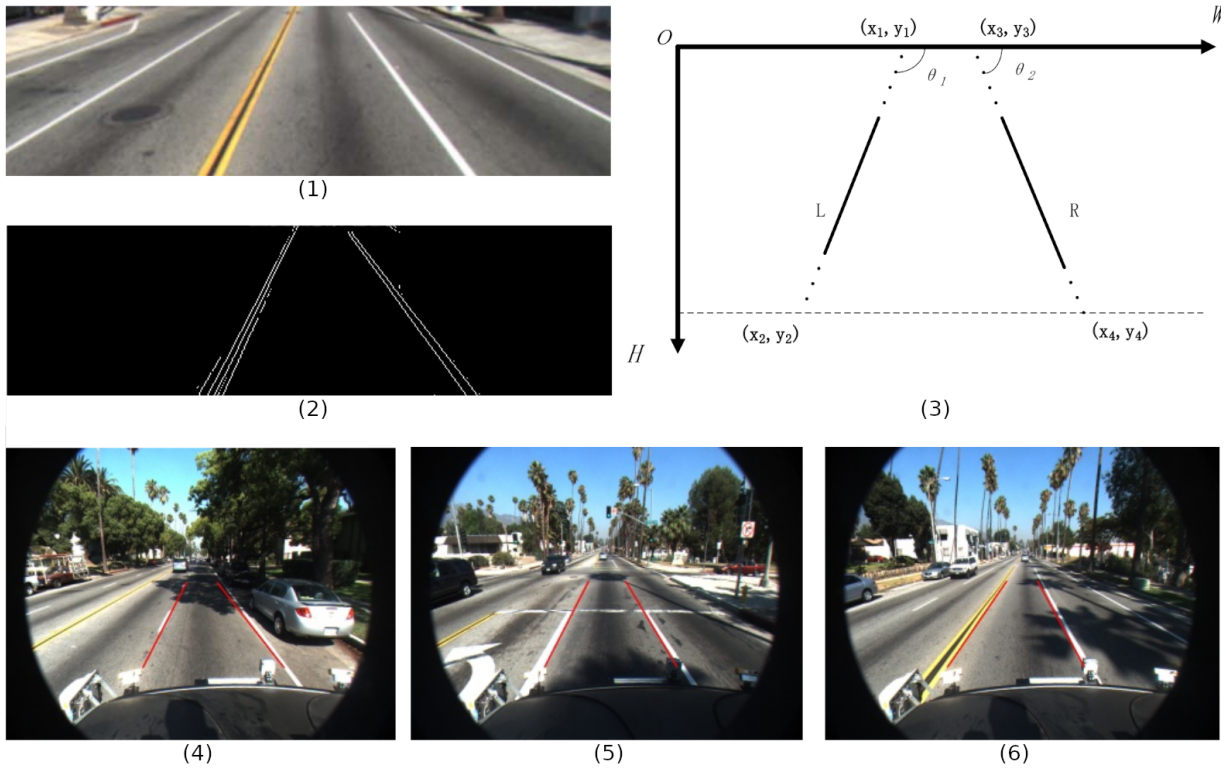 (1)
(2)
O
W
(x₁, y₁)
(x₃, y₃)
θ₁
θ₂
L
R
H
(x₂, y₂)
(x₄, y₄)
(3)
(4)
(5)
(6)